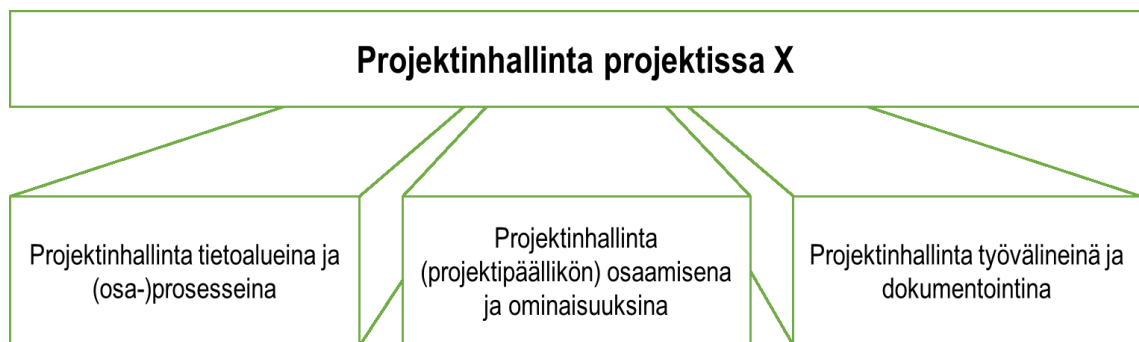 Projektinhallinta projektissa X
Projektinhallinta tietoalueina ja
(osa-)prosesseina
Projektinhallinta
(projektipäällikön) osaamisena
ja ominaisuuksina
Projektinhallinta työvälineinä ja
dokumentointina